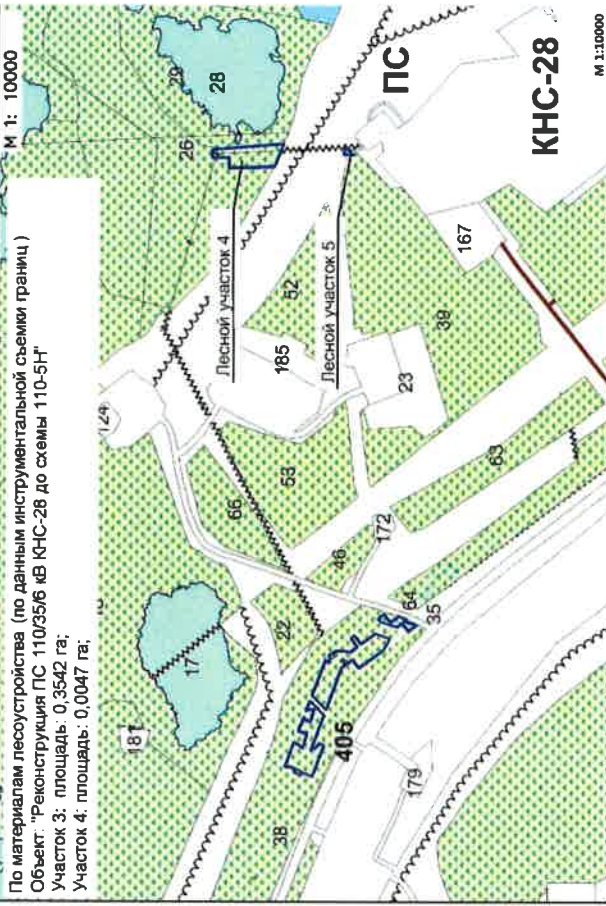 М 1: 10000
По материалам лесоустройства (по данным инструментальной съемки границ )
Объект: "Реконструкция ПС 110/35/6 кВ КНС-28 до схемы 110-5Н"
Участок 3: площадь: 0,3542 га;
Участок 4: площадь: 0,0047 га;
29
28
26
124
ПС
Лесной участок 4
52
185
Лесной участок 5
КНС-28
167
39
23
53
66
63
172
46
64
35
22
17
181
405
38
179
М 1:10000